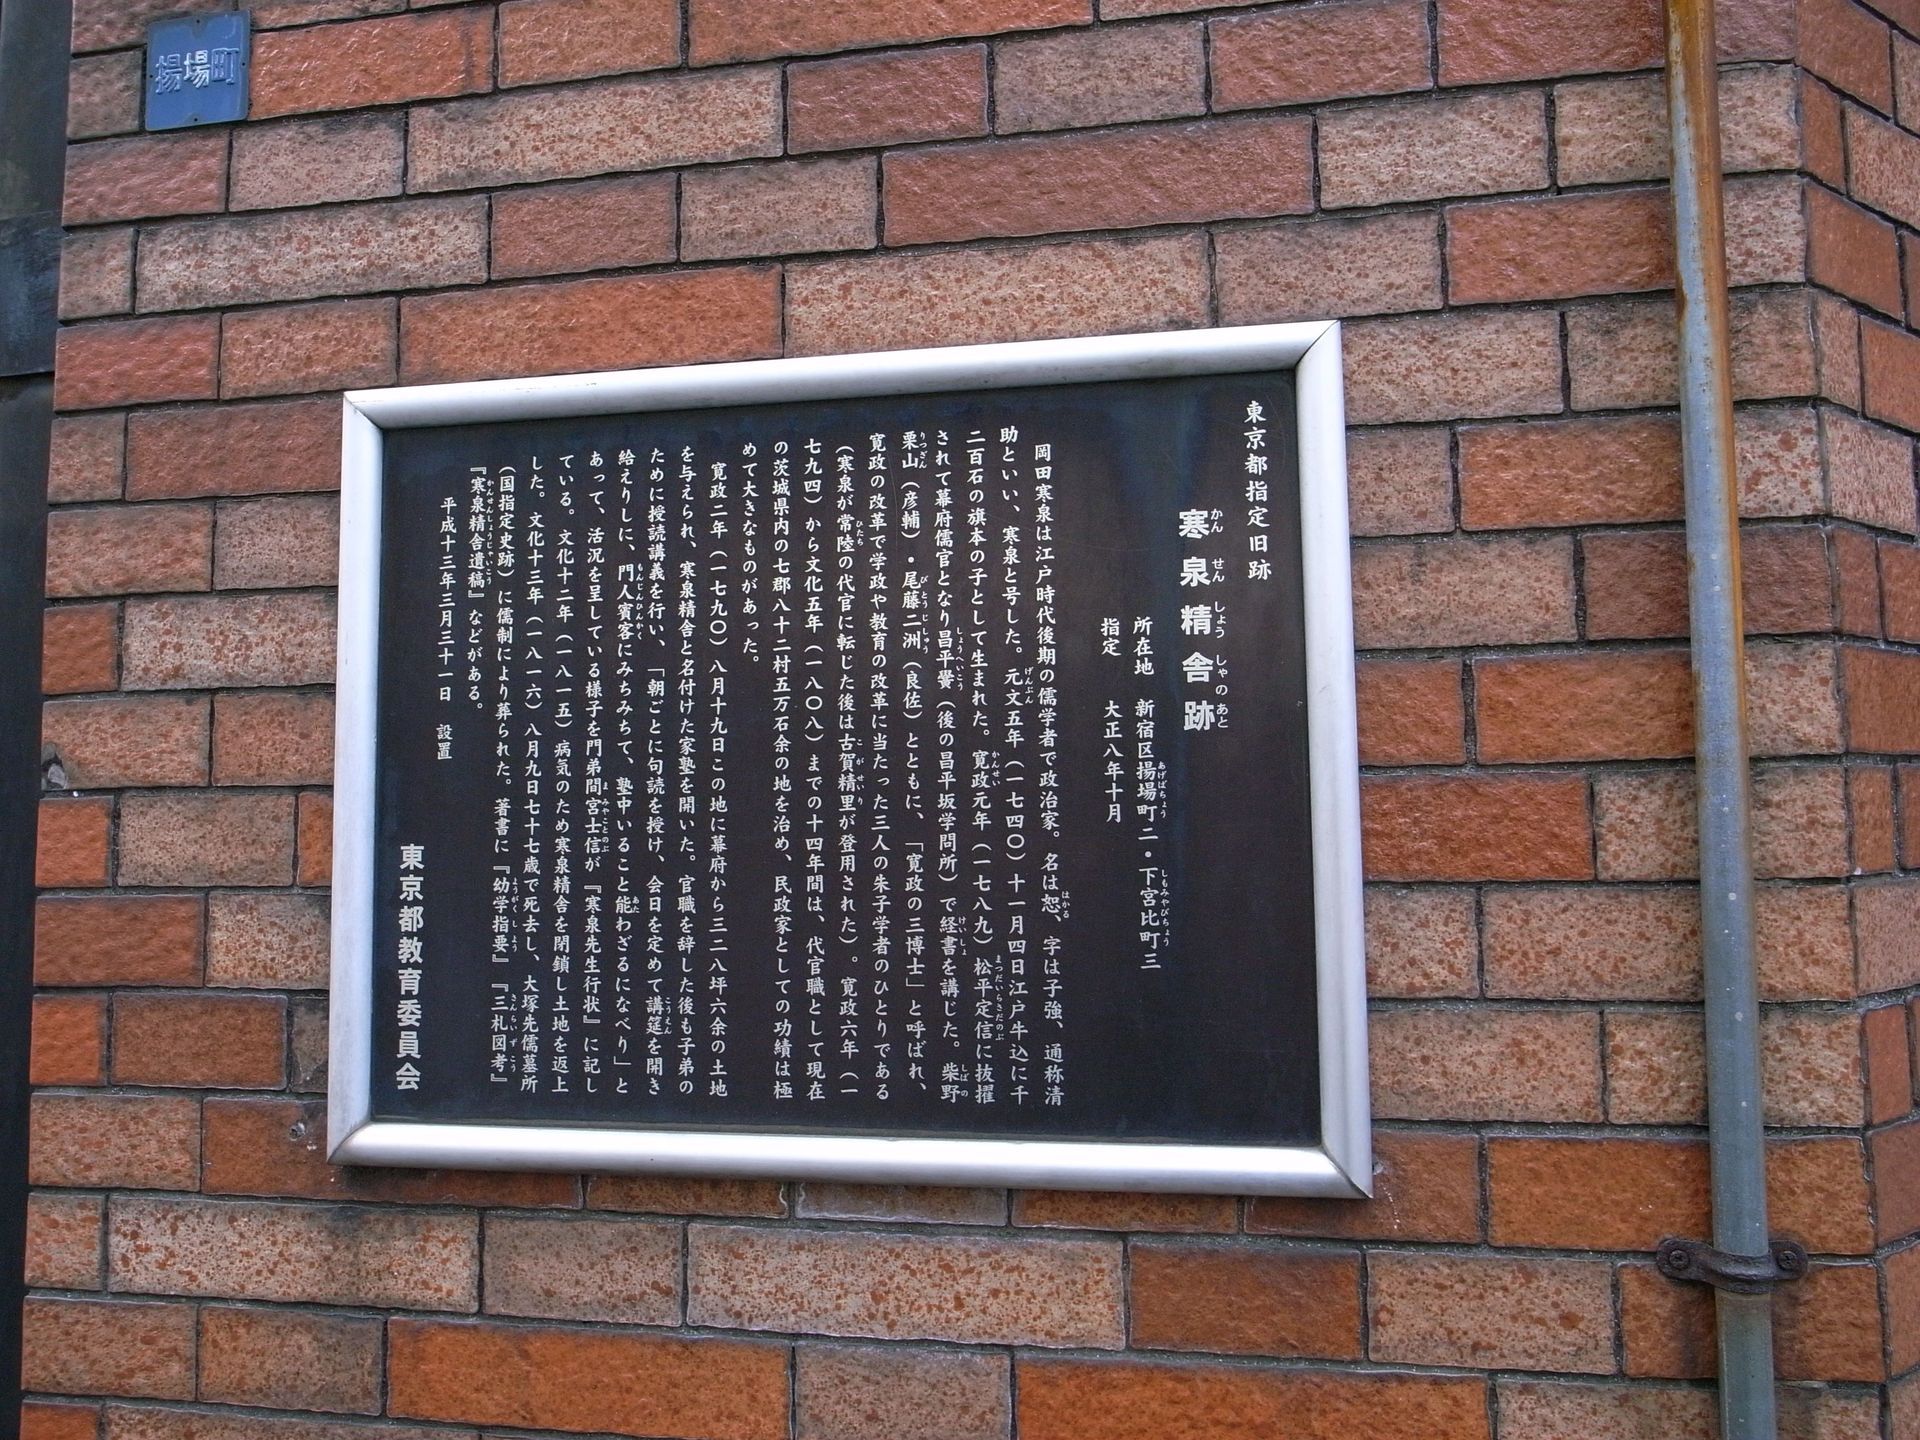 揚場町
東京都指定旧跡
寒泉精舎跡
所在地　新宿区揚場町二・下宮比町三
指定　　大正八年十月
岡田寒泉は江戸時代後期の儒学者で政治家。名は恕、字は子強、通称清
助といい、寒泉と号した。元文五年（一七四〇）十一月四日江戸牛込に千
二百石の旗本の子として生まれた。寛政元年（一七八九）松平定信に抜擢
されて幕府儒官となり昌平黌（後の昌平坂学問所）で経書を講じた。柴野
栗山（彦輔）・尾藤二洲（良佐）とともに、「寛政の三博士」と呼ばれ、
寛政の改革で学政や教育の改革に当たった三人の朱子学者のひとりである
（寒泉が常陸の代官に転じた後は古賀精里が登用された）。寛政六年（一
七九四）から文化五年（一八〇八）までの十四年間は、代官職として現在
の茨城県内の七郡八十二村五万石余の地を治め、民政家としての功績は極
めて大きなものがあった。
寛政二年（一七九〇）八月十九日この地に幕府から三二八坪六余の土地
を与えられ、寒泉精舎と名付けた家塾を開いた。官職を辞した後も子弟の
ために授読講義を行い、「朝ごとに句読を授け、会日を定めて講筵を開き
給えりしに、門人賓客にみちみちて、塾中いること能わざるになべり」と
あって、活況を呈している様子を門弟間宮士信が『寒泉先生行状』に記し
ている。文化十二年（一八一五）病気のため寒泉精舎を閉鎖し土地を返上
した。文化十三年（一八一六）八月九日七十七歳で死去し、大塚先儒墓所
（国指定史跡）に儒制により葬られた。著書に『幼学指要』『三札図考』
『寒泉精舎遺稿』などがある。
平成十三年三月三十一日　設置
東京都教育委員会